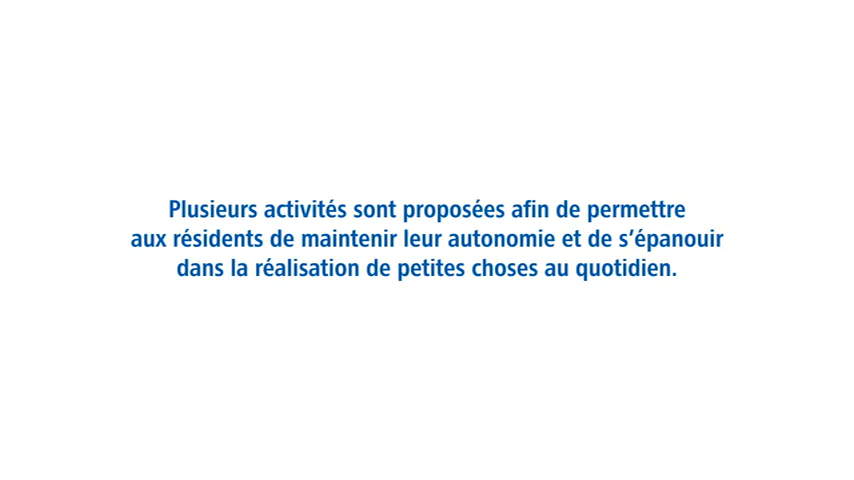 Plusieurs activités sont proposées afin de permettre
aux résidents de maintenir leur autonomie et de s’épanouir
dans la réalisation de petites choses au quotidien.